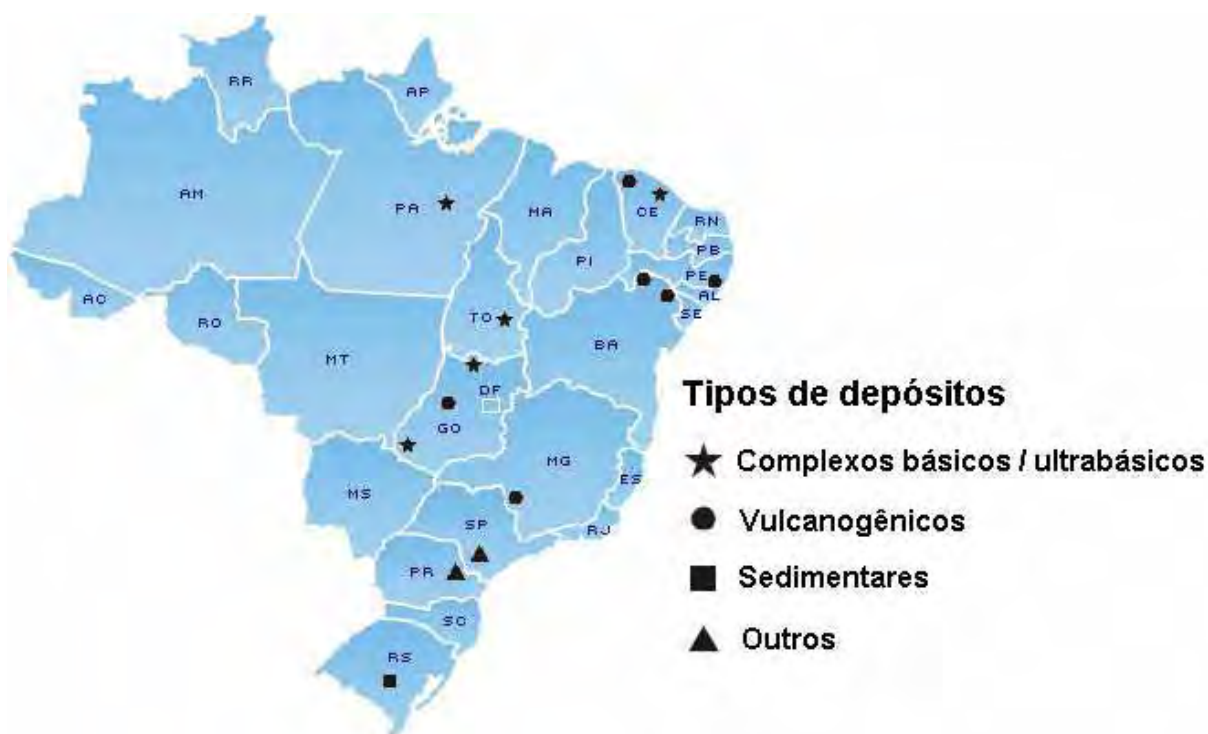 RR
AP
AM
PA
MA
CE
RN
PB
PI
PE
AL
SE
AC
RO
TO
BA
MT
DF
GO
MG
ES
MS
SP
RJ
PR
SC
RS
Tipos de depósitos
Complexos básicos / ultrabásicos
Vulcanogênicos
Sedimentares
Outros